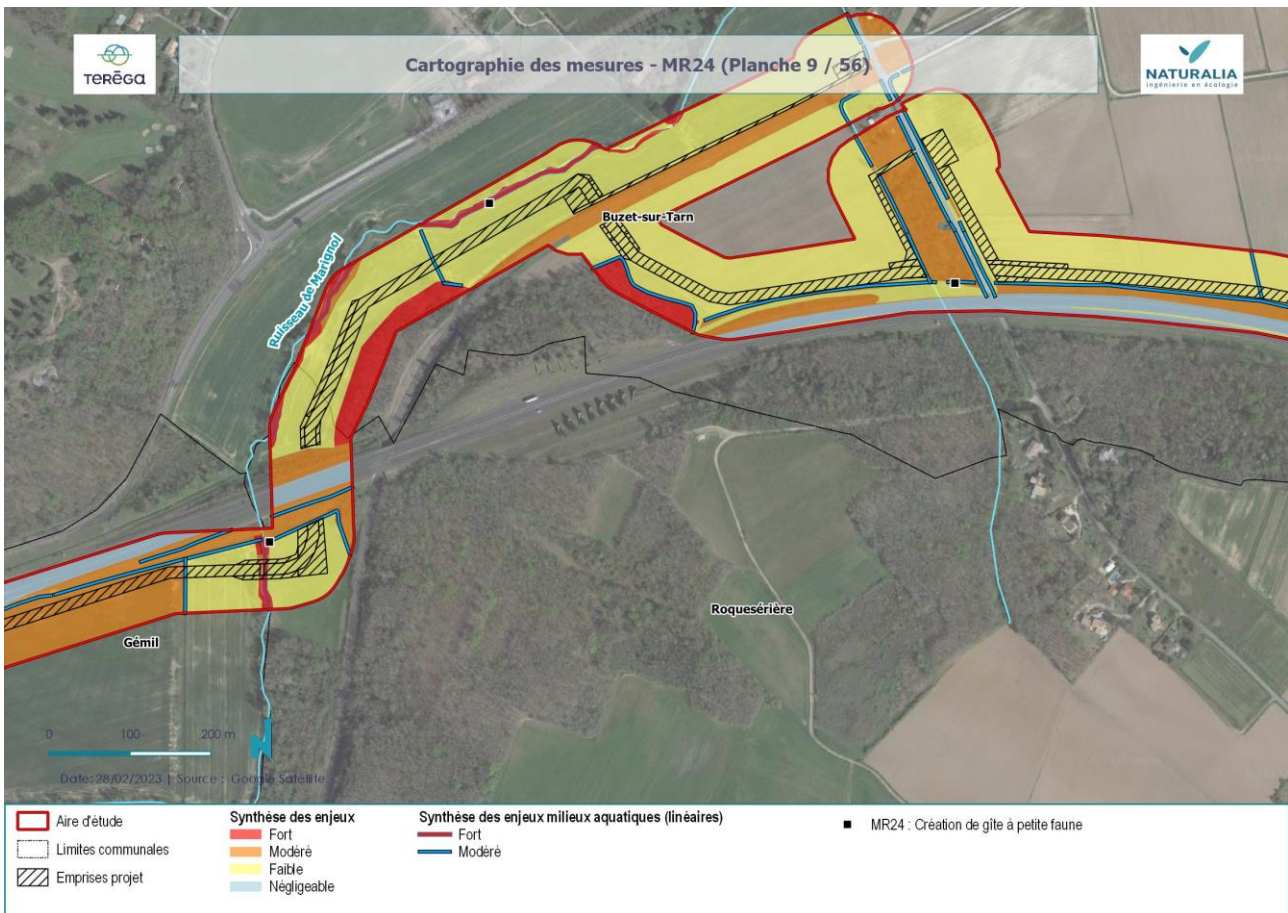 TERĒGA
Cartographie des mesures - MR24 (Planche 9 / 56)
NATURALIA
ingénierie en écologie
Buzet-sur-Tarn
Ruisseau de Marignol
Roquesérière
Gémil
0 100 200 m
N
Date: 28/02/2023 | Source : Google Satellite
Aire d'étude
Limites communales
Emprises projet
Synthèse des enjeux
Fort
Modéré
Faible
Négligeable
Synthèse des enjeux milieux aquatiques (linéaires)
Fort
Modéré
MR24 : Création de gîte à petite faune